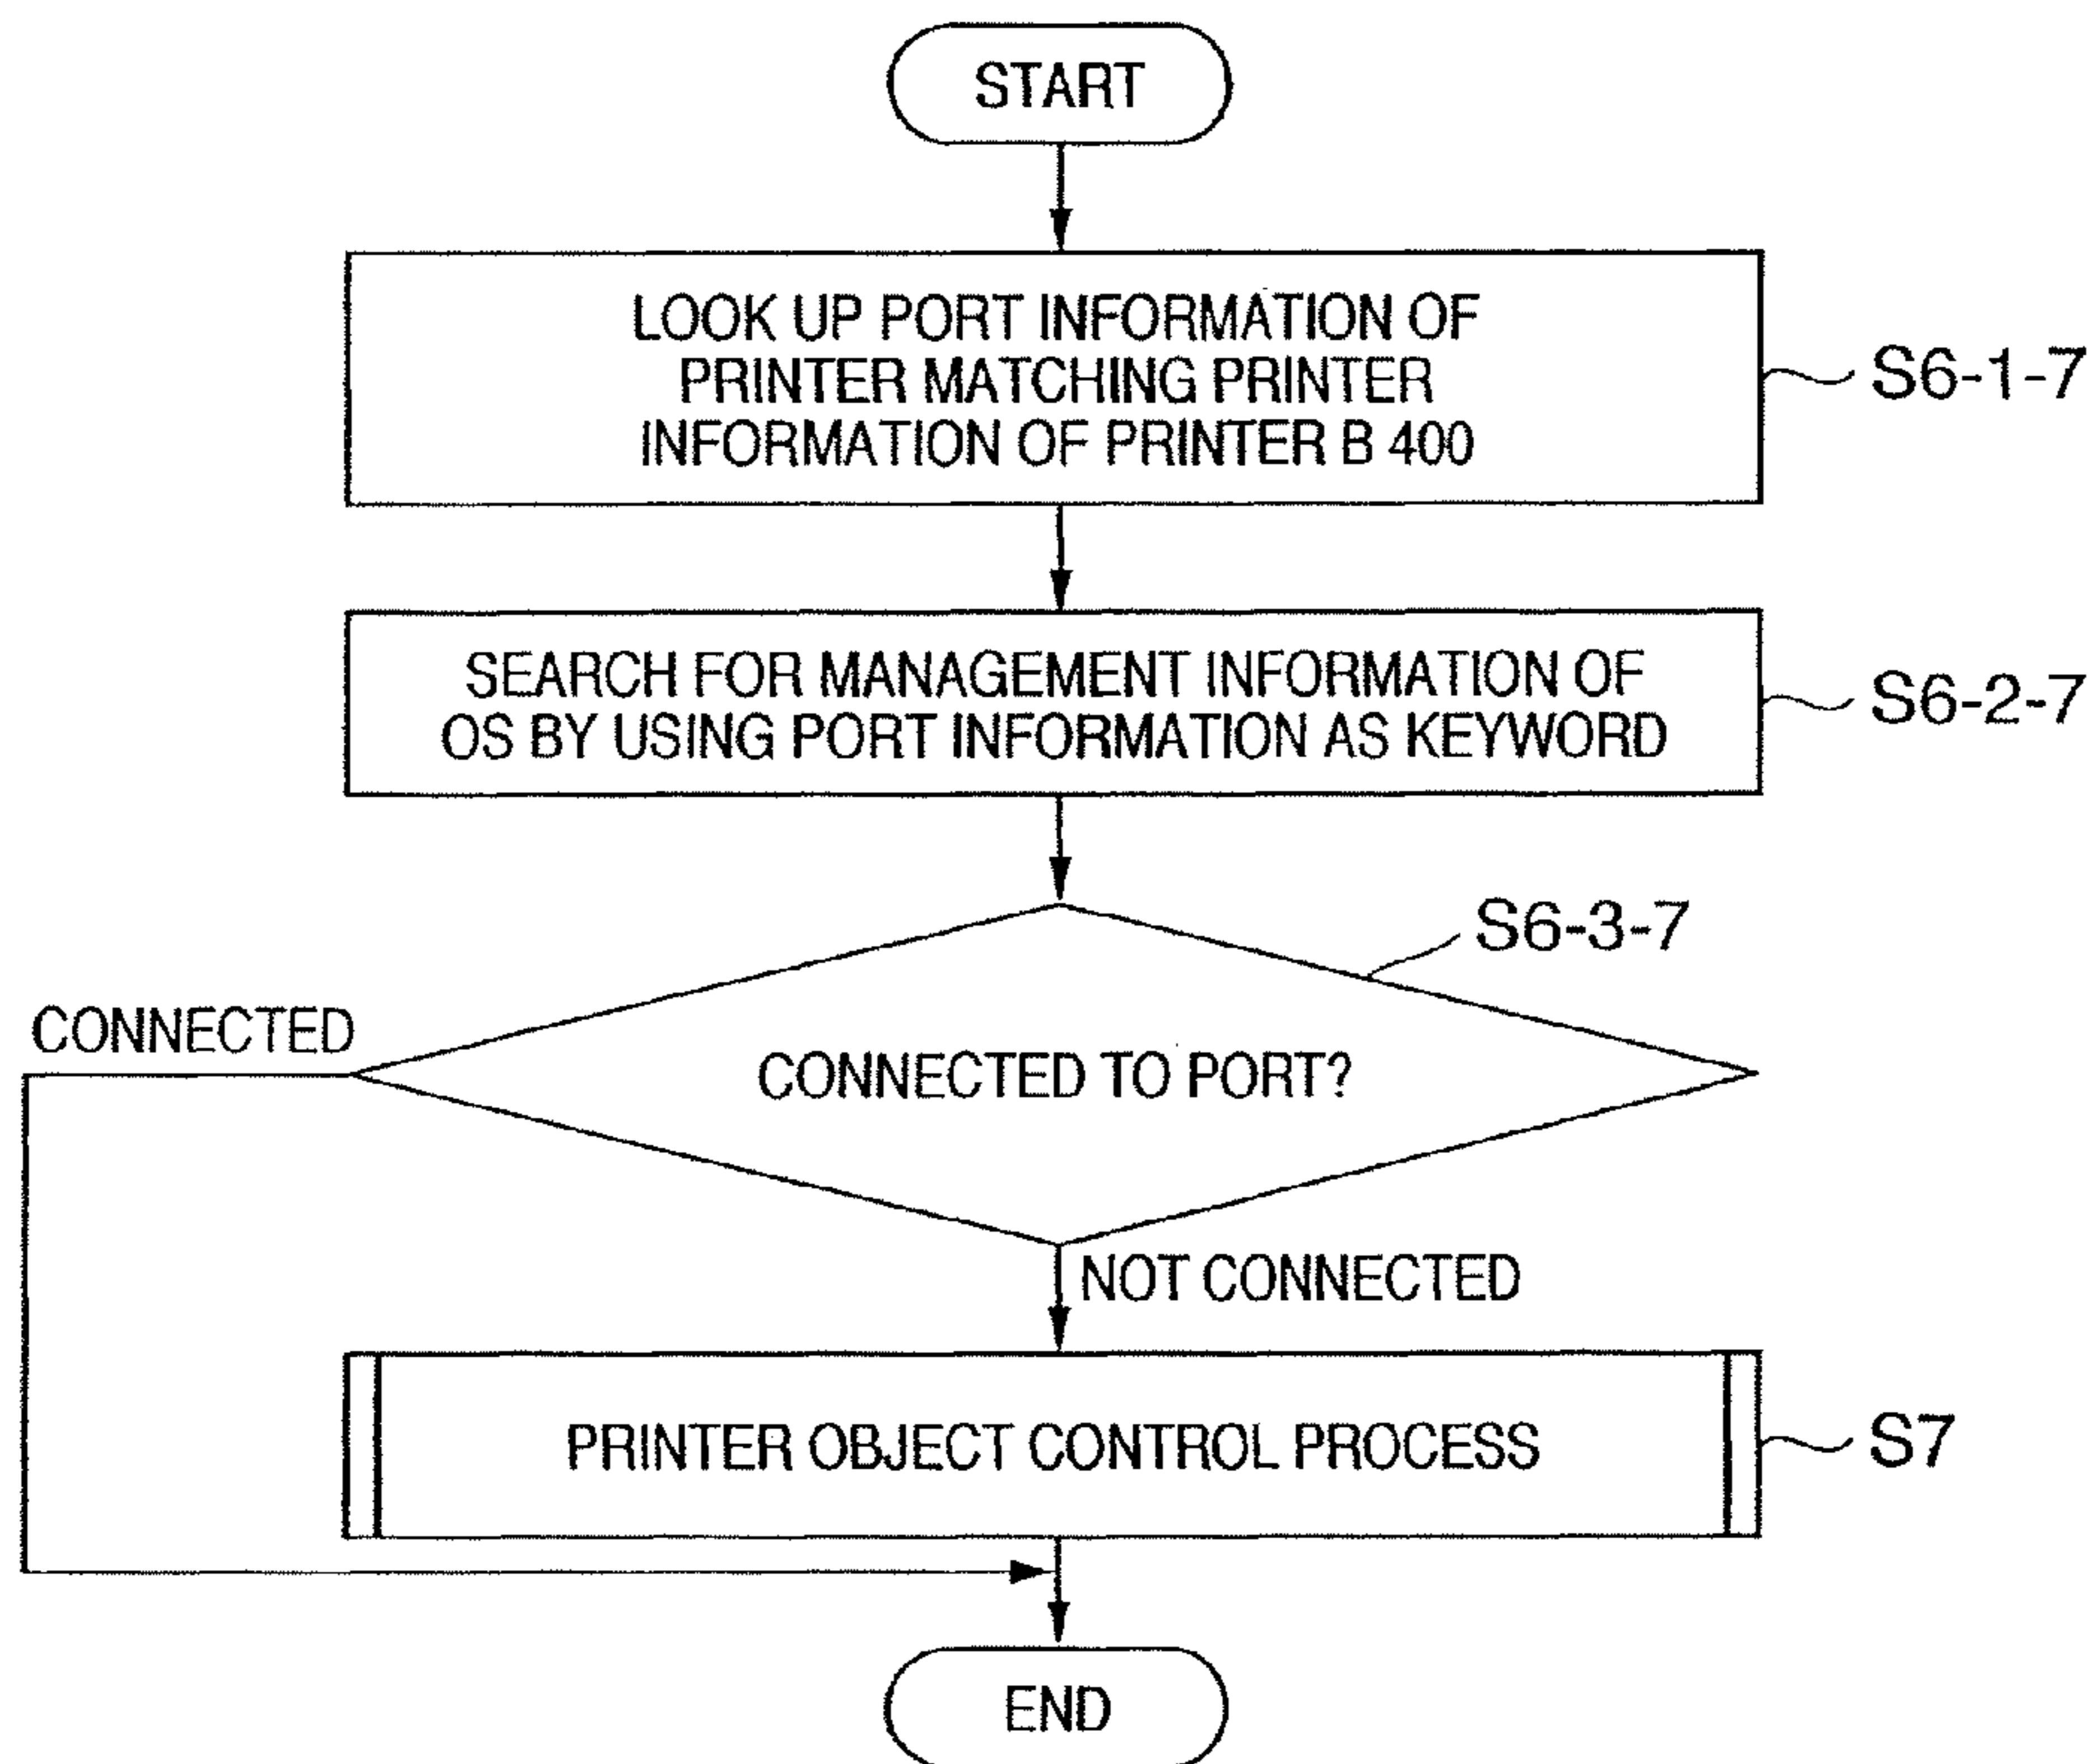 START
LOOK UP PORT INFORMATION OF
PRINTER MATCHING PRINTER
INFORMATION OF PRINTER B 400
S6-1-7
SEARCH FOR MANAGEMENT INFORMATION OF
OS BY USING PORT INFORMATION AS KEYWORD
S6-2-7
S6-3-7
CONNECTED
CONNECTED TO PORT?
NOT CONNECTED
PRINTER OBJECT CONTROL PROCESS
S7
END